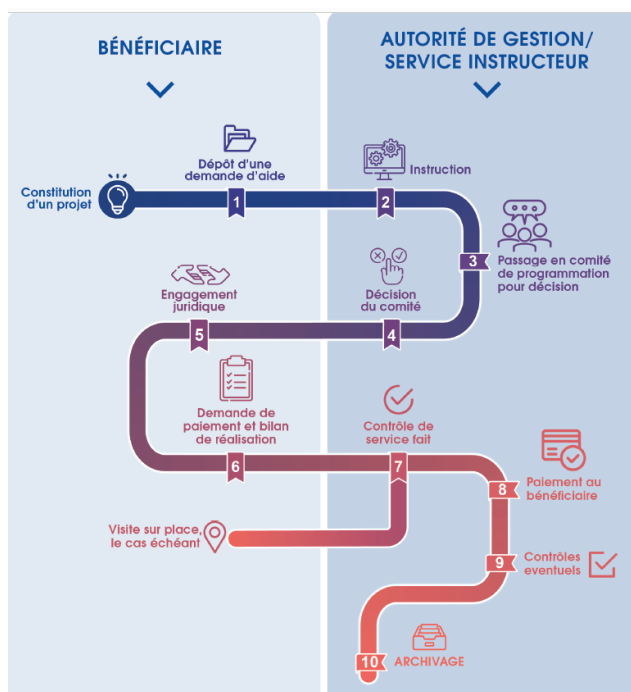 BÉNÉFICIAIRE
AUTORITÉ DE GESTION/
SERVICE INSTRUCTEUR
Constitution
d'un projet
Dépôt d'une
demande d'aide
1
Instruction
2
3
Passage en comité
de programmation
pour décision
Décision
du comité
4
Engagement
juridique
5
Demande de
paiement et bilan
de réalisation
6
Contrôle de
service fait
7
Visite sur place,
le cas échéant
8
Paiement au
bénéficiaire
9
Contrôles
eventuels
10
ARCHIVAGE